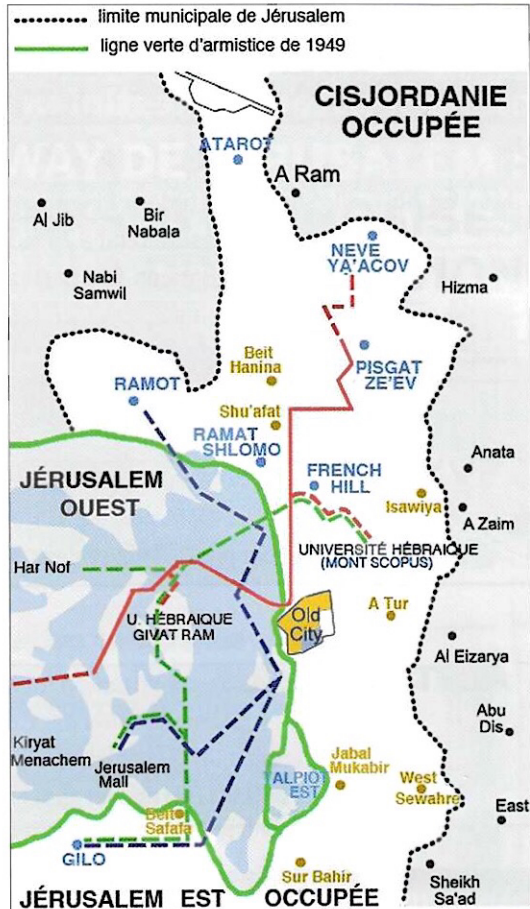 limite municipale de Jérusalem
ligne verte d'armistice de 1949
CISJORDANIE
OCCUPÉE
ATAROT
A Ram
Al Jib
Bir
Nabala
NEVE
YA'ACOV
Nabi
Samwil
Hizma
Beit
Hanina
PISGAT
ZE'EV
RAMOT
Shu'afat
RAMAT
SHLOMO
Anata
JÉRUSALEM
OUEST
FRENCH
HILL
Isawiya
A Zaim
UNIVERSITÉ HÉBRAIQUE
(MONT SCOPUS)
Har Nof
Old
City
A Tur
U. HÉBRAIQUE
GIVAT RAM
Al Eizarya
Abu
Dis
Kiryat
Menachem
Jerusalem
Mall
Jabal
Mukabir
TALPIOT
EST
West
Sewahre
East
Beit
Safafa
GILO
Sur Bahir
Sheikh
Sa'ad
JÉRUSALEM EST OCCUPÉE